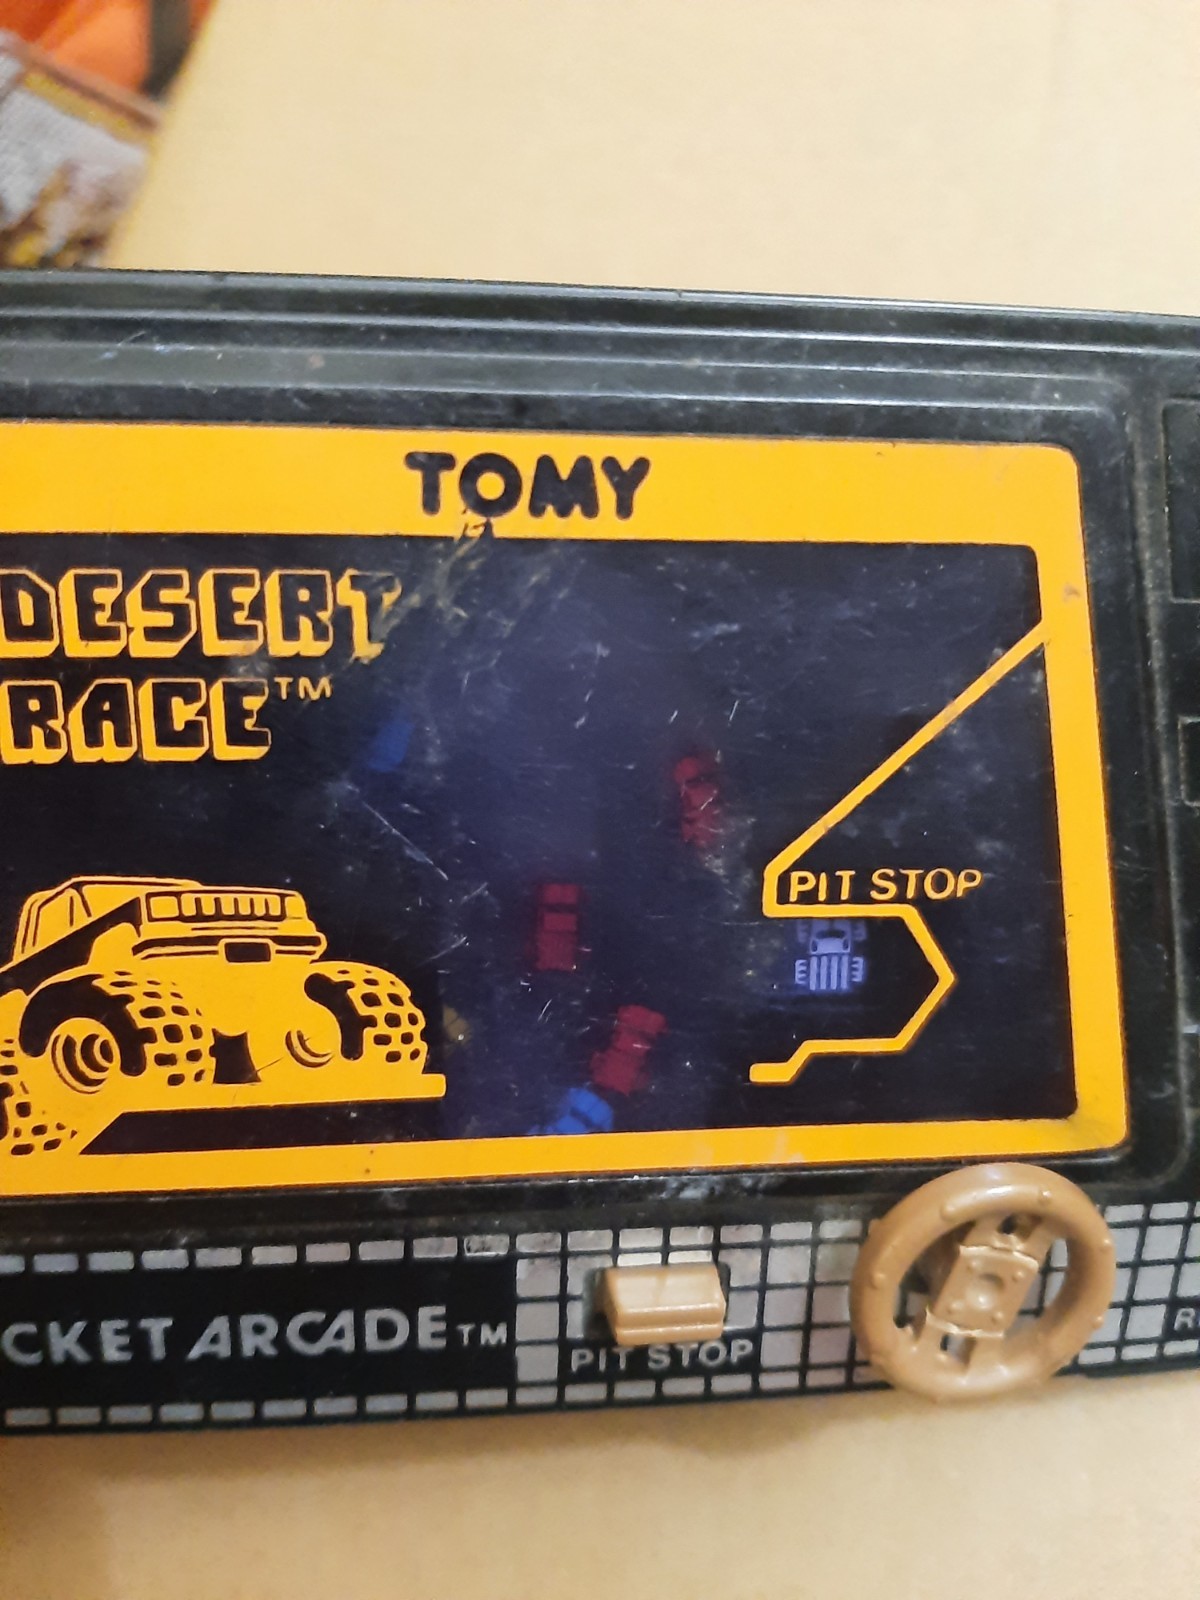 TOMY
DESERT
RACE™
PIT STOP
CKET ARCADE™
PIT STOP
R